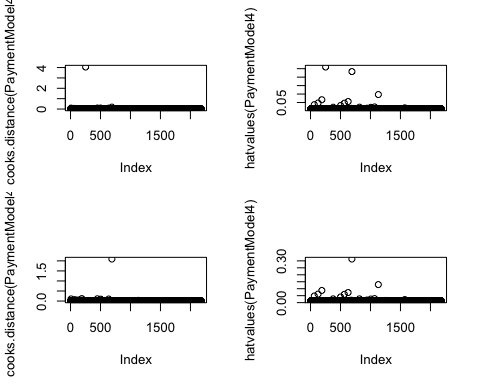 cooks.distance(PaymentModel4
0 2 4
0 500 1500
Index
hatvalues(PaymentModel4)
0.05
0 500 1500
Index
cooks.distance(PaymentModel4
0.0 1.5
0 500 1500
Index
hatvalues(PaymentModel4)
0.00 0.30
0 500 1500
Index